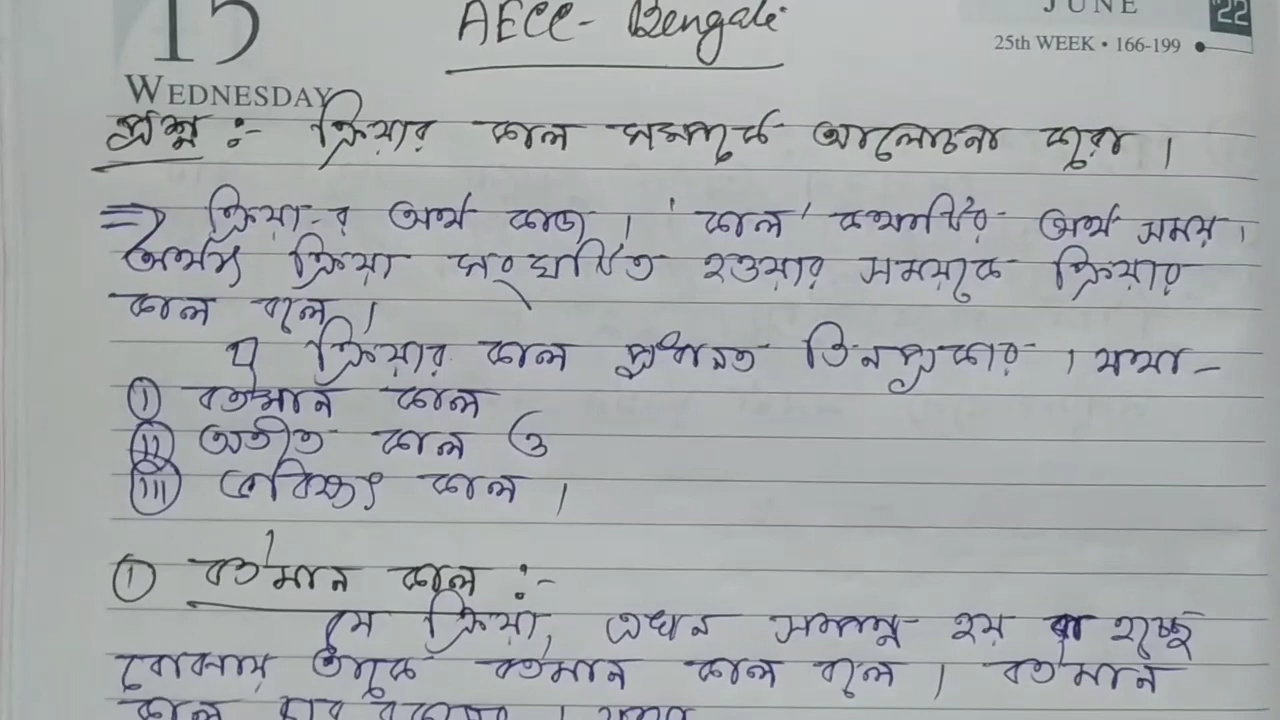 15
AECC - Bengali
JUNE
'22
25th WEEK • 166-199
WEDNESDAY
প্রশ্ন :- ক্রিয়ার কাল সম্পর্কে আলোচনা করো ।
⇒ ক্রিয়া-র অর্থ কাজ । 'কাল' কথাটির অর্থ সময় ।
অর্থাৎ ক্রিয়া সংঘটিত হওয়ার সময়কে ক্রিয়ার
কাল বলে ।
ক্রিয়ার কাল প্রধানত তিনপ্রকার । যথা -
(i) বর্তমান কাল
(ii) অতীত কাল ও
(iii) ভবিষ্যৎ কাল ।
(i) বর্তমান কাল :-
যে ক্রিয়া, এখন সম্পন্ন হয় বা হচ্ছে
বোঝায় তাকে বর্তমান কাল বলে । বর্তমান
কাল চার